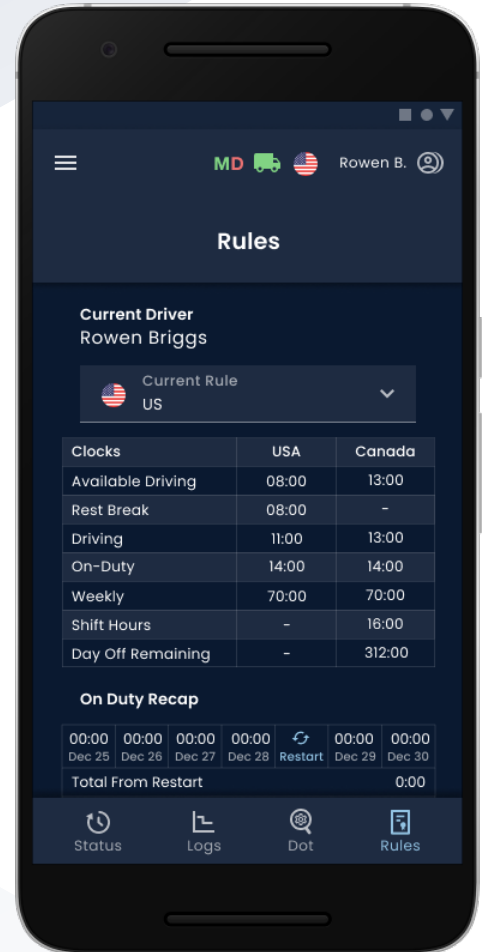 MD Rowen B.
Rules
Current Driver
Rowen Briggs
Current Rule
US
Clocks USA Canada
Available Driving 08:00 13:00
Rest Break 08:00 -
Driving 11:00 13:00
On-Duty 14:00 14:00
Weekly 70:00 70:00
Shift Hours - 16:00
Day Off Remaining - 312:00
On Duty Recap
00:00 00:00 00:00 00:00 00:00 00:00
Dec 25 Dec 26 Dec 27 Dec 28 Restart Dec 29 Dec 30
Total From Restart 0:00
Status Logs Dot Rules